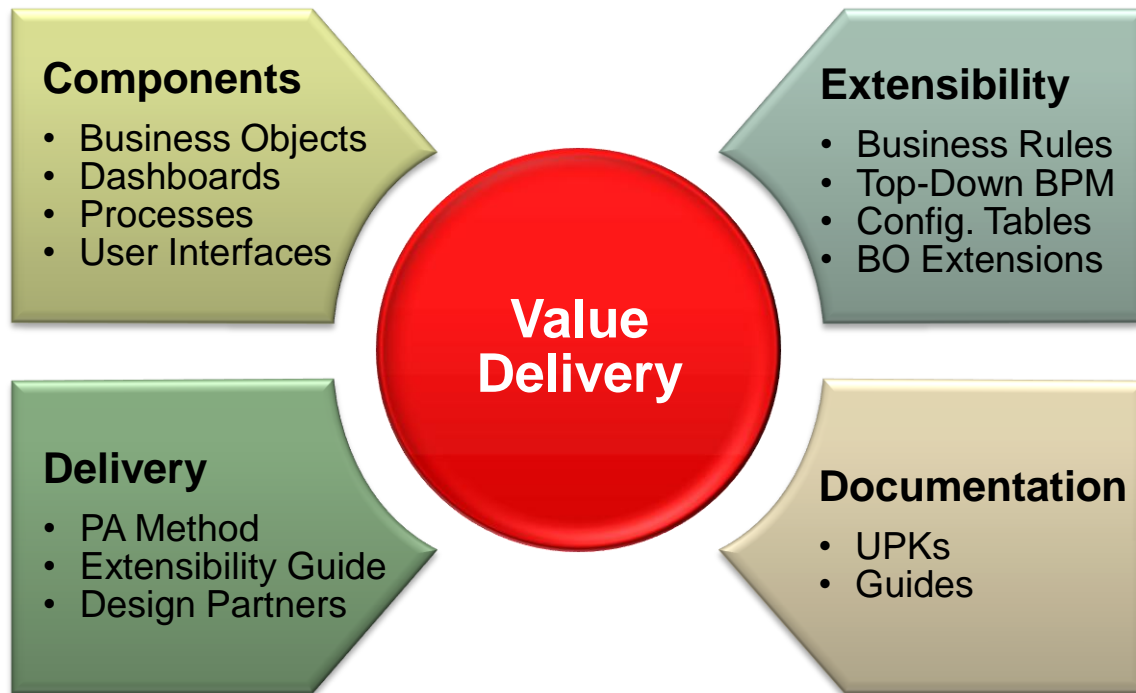 Components
• Business Objects
• Dashboards
• Processes
• User Interfaces
Extensibility
• Business Rules
• Top-Down BPM
• Config. Tables
• BO Extensions
Value
Delivery
Delivery
• PA Method
• Extensibility Guide
• Design Partners
Documentation
• UPKs
• Guides